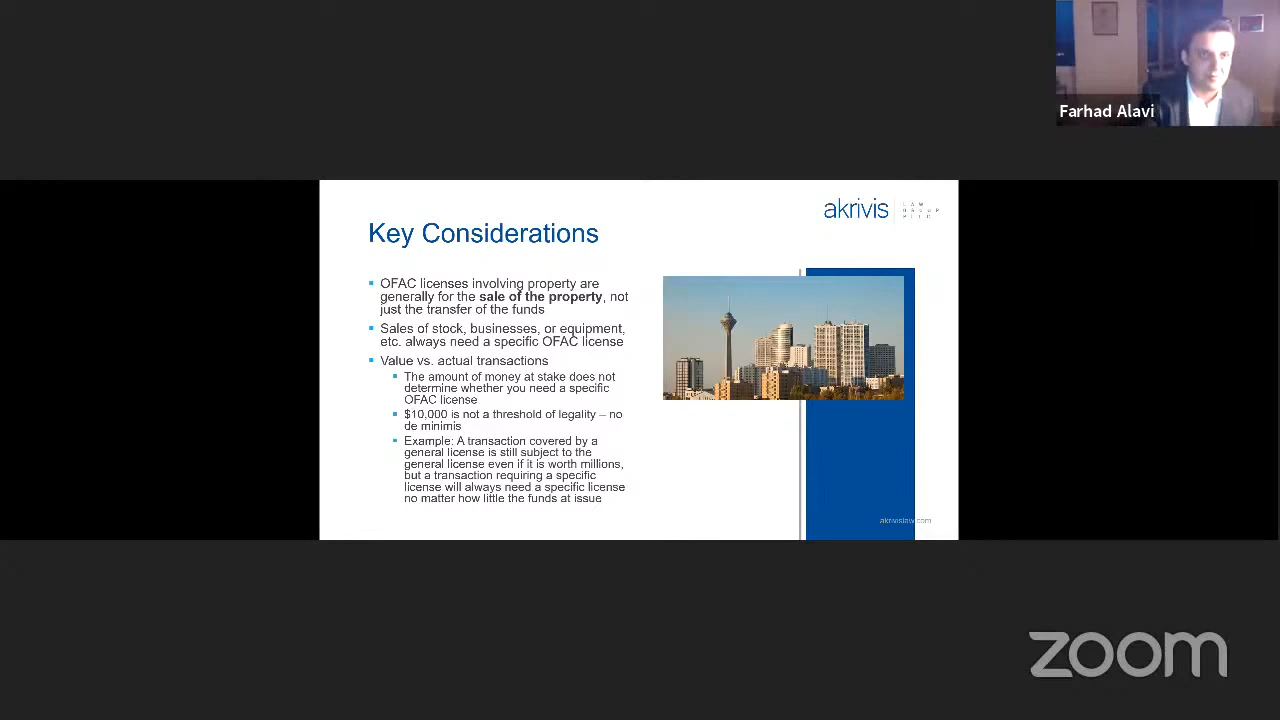 Farhad Alavi
akrivis
LAW
GROUP
PLLC
Key Considerations
▪ OFAC licenses involving property are
generally for the sale of the property, not
just the transfer of the funds
▪ Sales of stock, businesses, or equipment,
etc. always need a specific OFAC license
▪ Value vs. actual transactions
▪ The amount of money at stake does not
determine whether you need a specific
OFAC license
▪ $10,000 is not a threshold of legality – no
de minimis
▪ Example: A transaction covered by a
general license is still subject to the
general license even if it is worth millions,
but a transaction requiring a specific
license will always need a specific license
no matter how little the funds at issue
akrivislaw.com
zoom